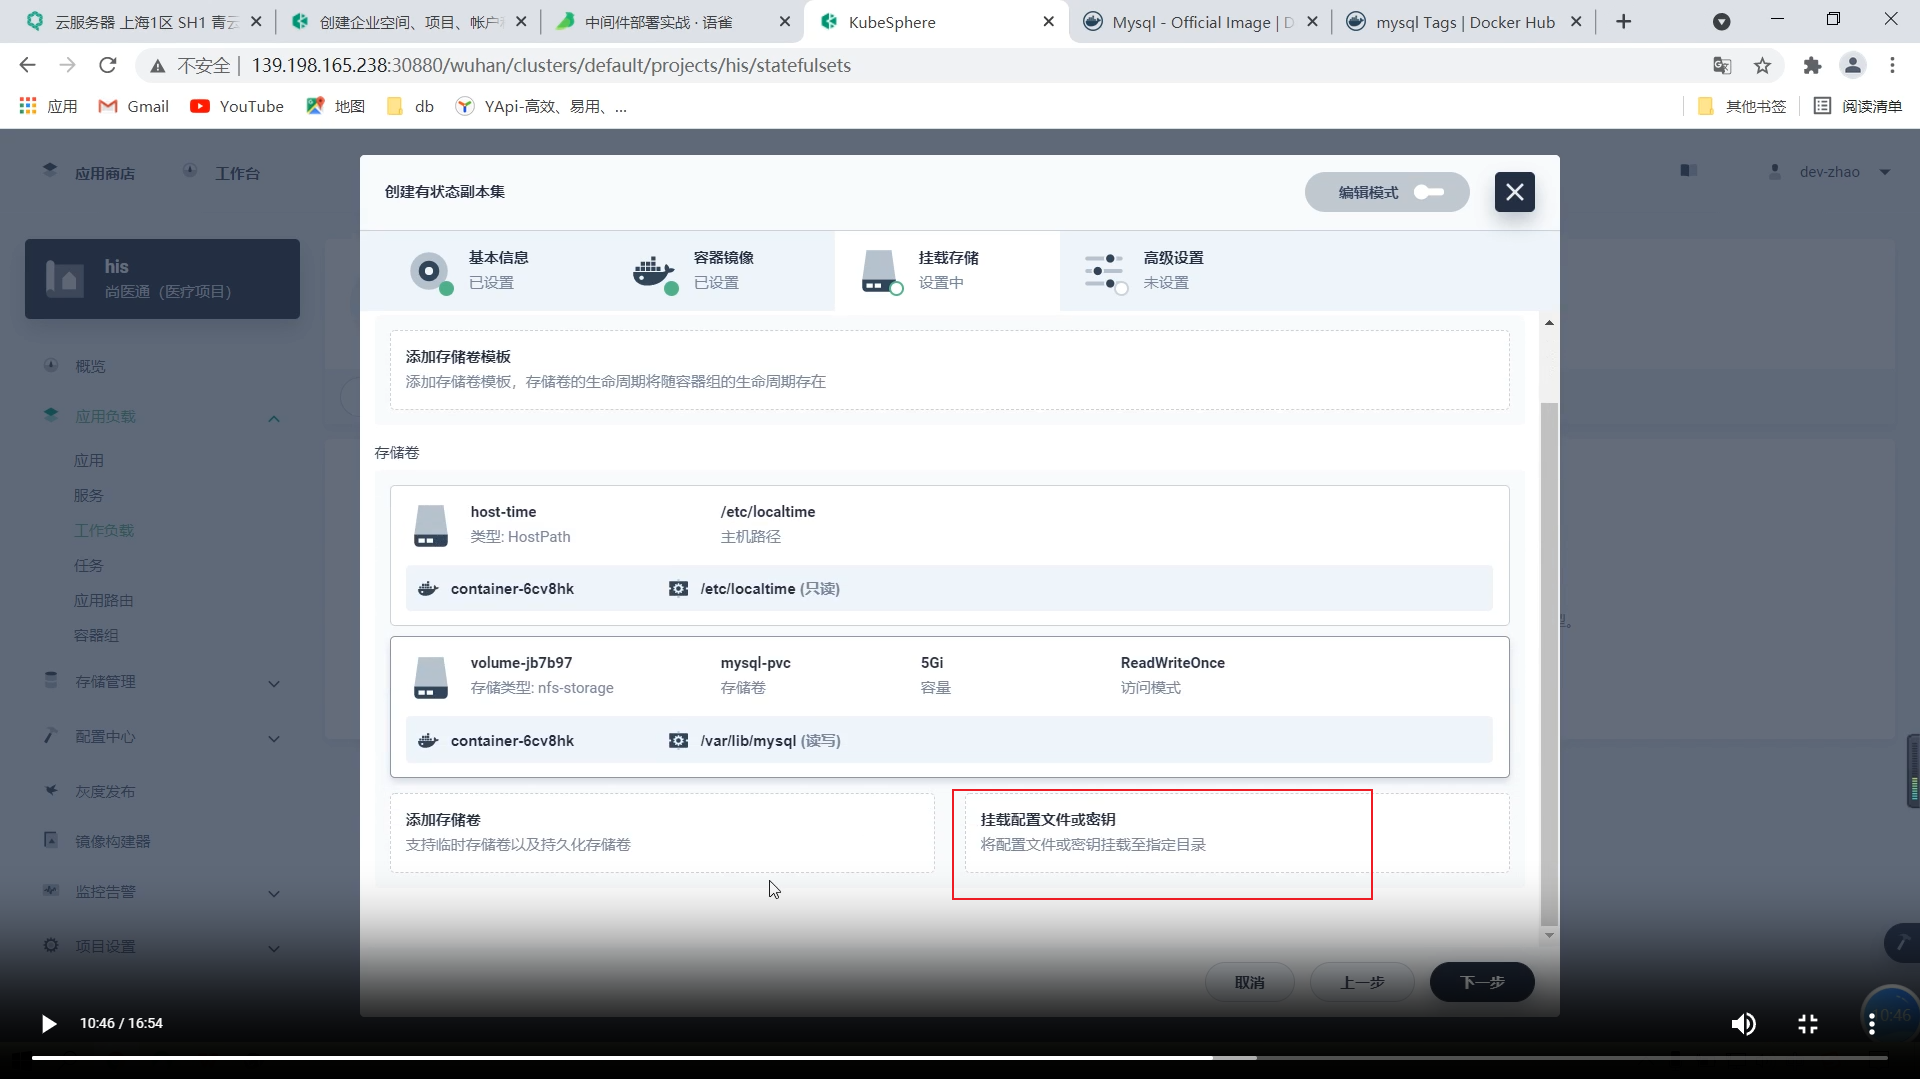 云服务器 上海1区 SH1 青云
创建企业空间、项目、帐户
中间件部署实战 · 语雀
KubeSphere
Mysql - Official Image | D
mysql Tags | Docker Hub
不安全
139.198.165.238:30880/wuhan/clusters/default/projects/his/statefulsets
应用
Gmail
YouTube
地图
db
YApi-高效、易用、...
其他书签
阅读清单
应用商店
工作台
dev-zhao
his
尚医通（医疗项目）
概览
应用负载
应用
服务
工作负载
任务
应用路由
容器组
存储管理
配置中心
灰度发布
镜像构建器
监控告警
项目设置
创建有状态副本集
编辑模式
基本信息
已设置
容器镜像
已设置
挂载存储
设置中
高级设置
未设置
添加存储卷模板
添加存储卷模板，存储卷的生命周期将随容器组的生命周期存在
存储卷
host-time
类型: HostPath
/etc/localtime
主机路径
container-6cv8hk
/etc/localtime (只读)
volume-jb7b97
存储类型: nfs-storage
mysql-pvc
存储卷
5Gi
容量
ReadWriteOnce
访问模式
container-6cv8hk
/var/lib/mysql (读写)
添加存储卷
支持临时存储卷以及持久化存储卷
挂载配置文件或密钥
将配置文件或密钥挂载至指定目录
取消
上一步
下一步
10:46 / 16:54
10:46